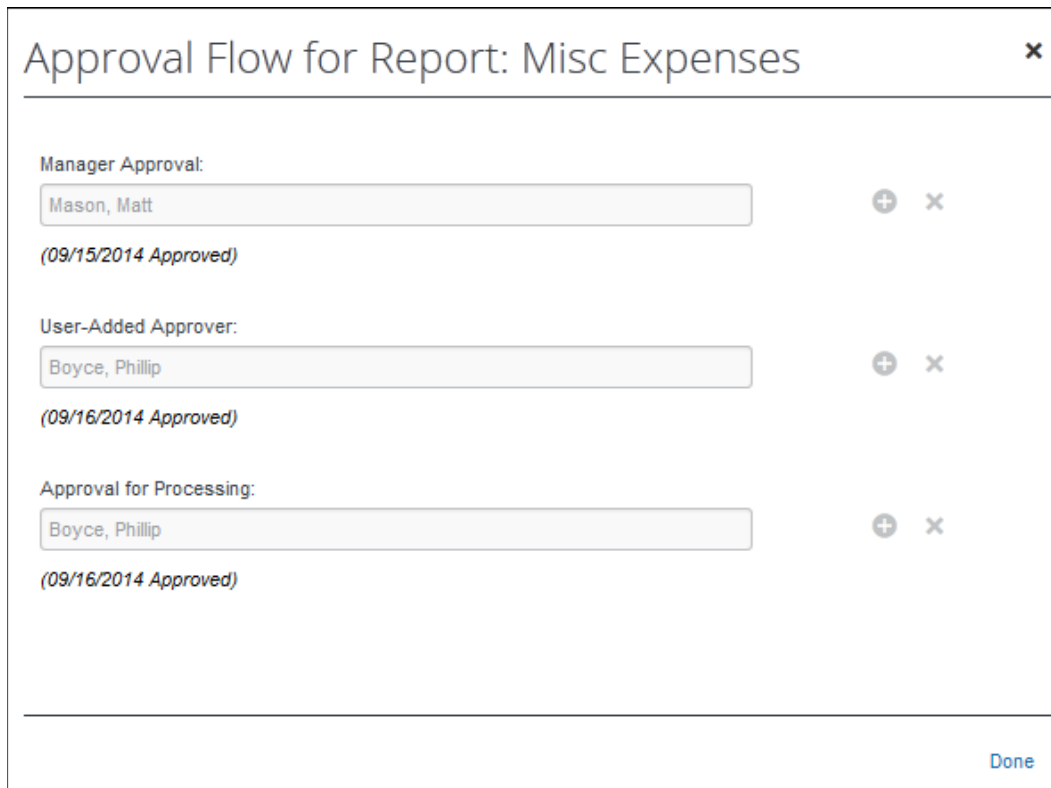 Approval Flow for Report: Misc Expenses
Manager Approval:
Mason, Matt
(09/15/2014 Approved)
User-Added Approver:
Boyce, Phillip
(09/16/2014 Approved)
Approval for Processing:
Boyce, Phillip
(09/16/2014 Approved)
Done